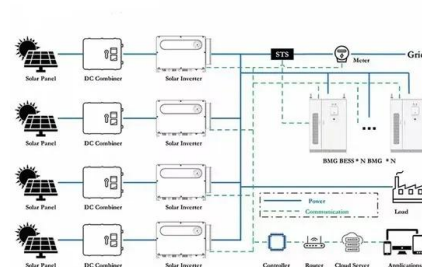 STS
Meter
Grid
Solar Panel
DC Combiner
Solar Inverter
Solar Panel
DC Combiner
Solar Inverter
BMG BESS * N BMG * N
Solar Panel
DC Combiner
Solar Inverter
Power
Communication
Load
Solar Panel
DC Combiner
Solar Inverter
Controller
Router
Cloud Server
Applications